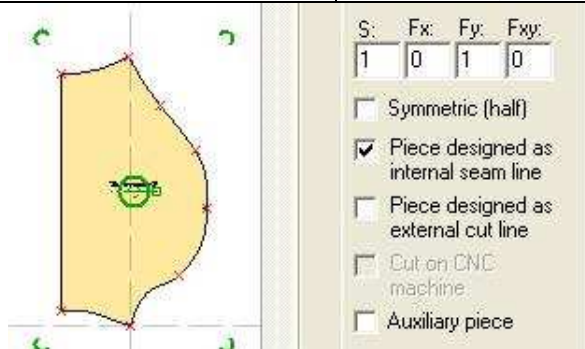 S: Fx: Fy: Fxy:
1 0 1 0
Symmetric (half)
Piece designed as
internal seam line
Piece designed as
external cut line
Cut on CNC
machine
Auxiliary piece